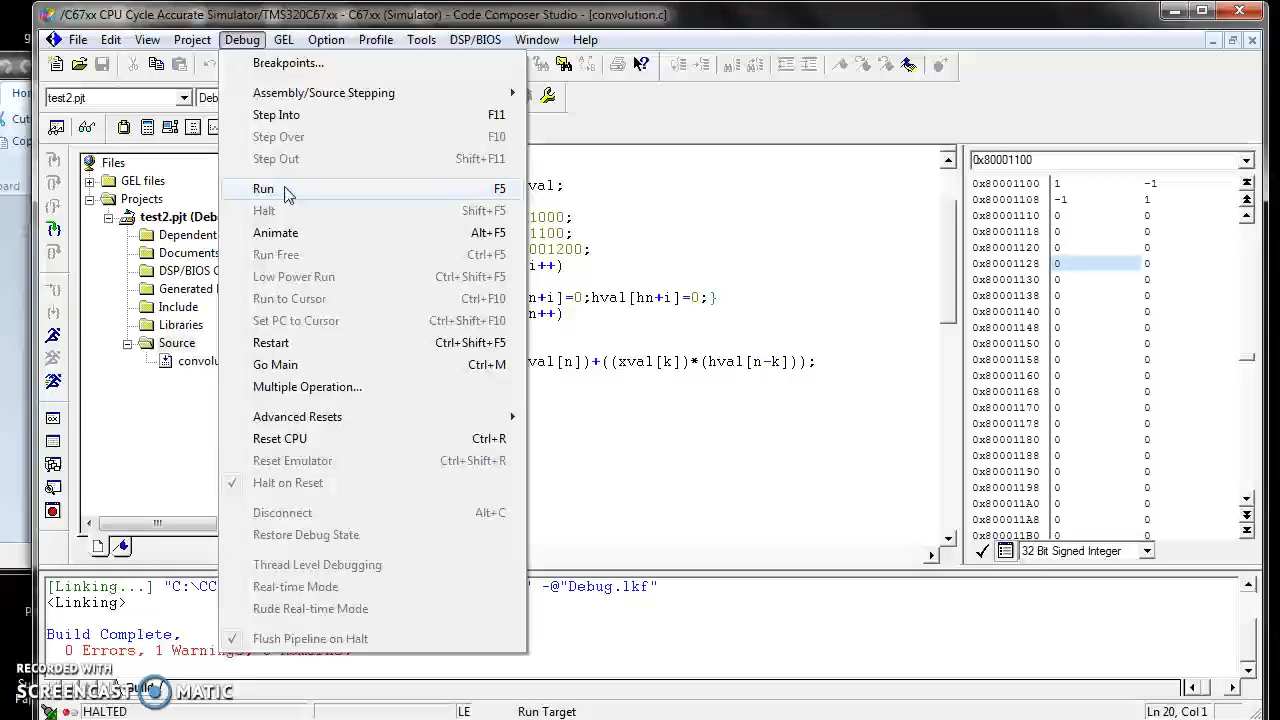 /C67xx CPU Cycle Accurate Simulator/TMS320C67xx - C67xx (Simulator) - Code Composer Studio - [convolution.c]
File Edit View Project Debug GEL Option Profile Tools DSP/BIOS Window Help
test2.pjt
Deb
Files
GEL files
Projects
test2.pjt (Deb
Dependent
Documents
DSP/BIOS C
Generated
Include
Libraries
Source
convolu
Breakpoints...
Assembly/Source Stepping
Step Into F11
Step Over F10
Step Out Shift+F11
Run F5
Halt Shift+F5
Animate Alt+F5
Run Free Ctrl+F5
Low Power Run Ctrl+Shift+F5
Run to Cursor Ctrl+F10
Set PC to Cursor Ctrl+Shift+F10
Restart Ctrl+Shift+F5
Go Main Ctrl+M
Multiple Operation...
Advanced Resets
Reset CPU Ctrl+R
Reset Emulator Ctrl+Shift+R
Halt on Reset
Disconnect Alt+C
Restore Debug State
Thread Level Debugging
Real-time Mode
Rude Real-time Mode
Flush Pipeline on Halt
val;
1000;
1100;
001200;
i++)
n+i]=0;hval[hn+i]=0;}
n++)
val[n])+((xval[k])*(hval[n-k]));
0x80001100
0x80001100 1 -1
0x80001108 -1 1
0x80001110 0 0
0x80001118 0 0
0x80001120 0 0
0x80001128 0 0
0x80001130 0 0
0x80001138 0 0
0x80001140 0 0
0x80001148 0 0
0x80001150 0 0
0x80001158 0 0
0x80001160 0 0
0x80001168 0 0
0x80001170 0 0
0x80001178 0 0
0x80001180 0 0
0x80001188 0 0
0x80001190 0 0
0x80001198 0 0
0x800011A0 0 0
0x800011A8 0 0
0x800011B0 0 0
32 Bit Signed Integer
[Linking...] "C:\CC
" -@"Debug.lkf"
<Linking>
Build Complete,
0 Errors, 1 Warning
RECORDED WITH
SCREENCAST MATIC
HALTED
LE
Run Target
Ln 20, Col 1